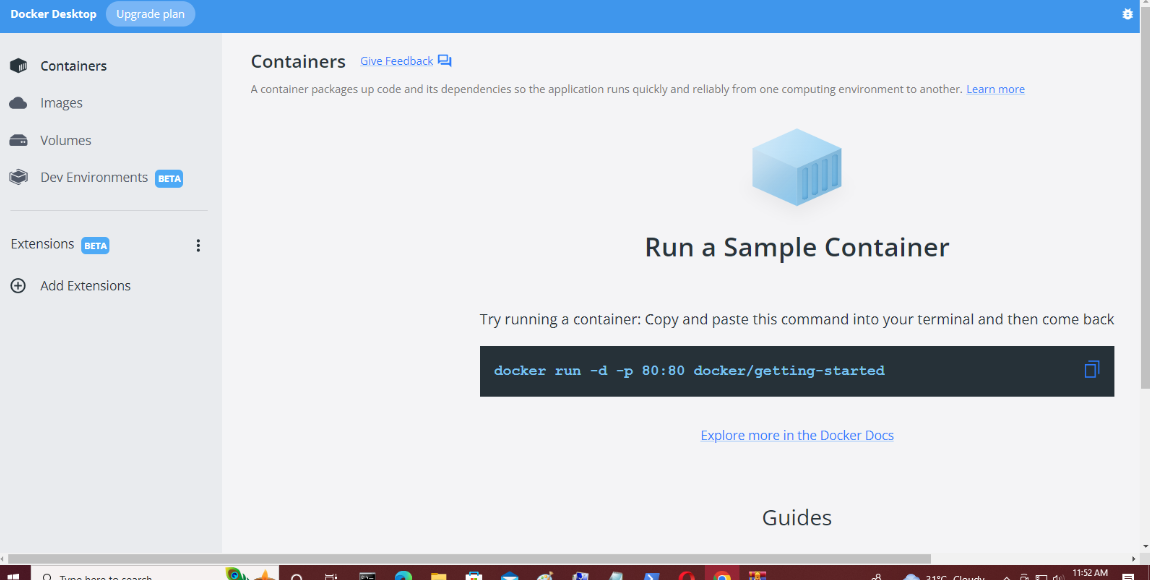 Docker Desktop Upgrade plan
Containers
Images
Volumes
Dev Environments BETA
Extensions BETA
Add Extensions
Containers Give Feedback
A container packages up code and its dependencies so the application runs quickly and reliably from one computing environment to another. Learn more
Run a Sample Container
Try running a container: Copy and paste this command into your terminal and then come back
docker run -d -p 80:80 docker/getting-started
Explore more in the Docker Docs
Guides
Type here to search
31°C Cloudy
11:52 AM